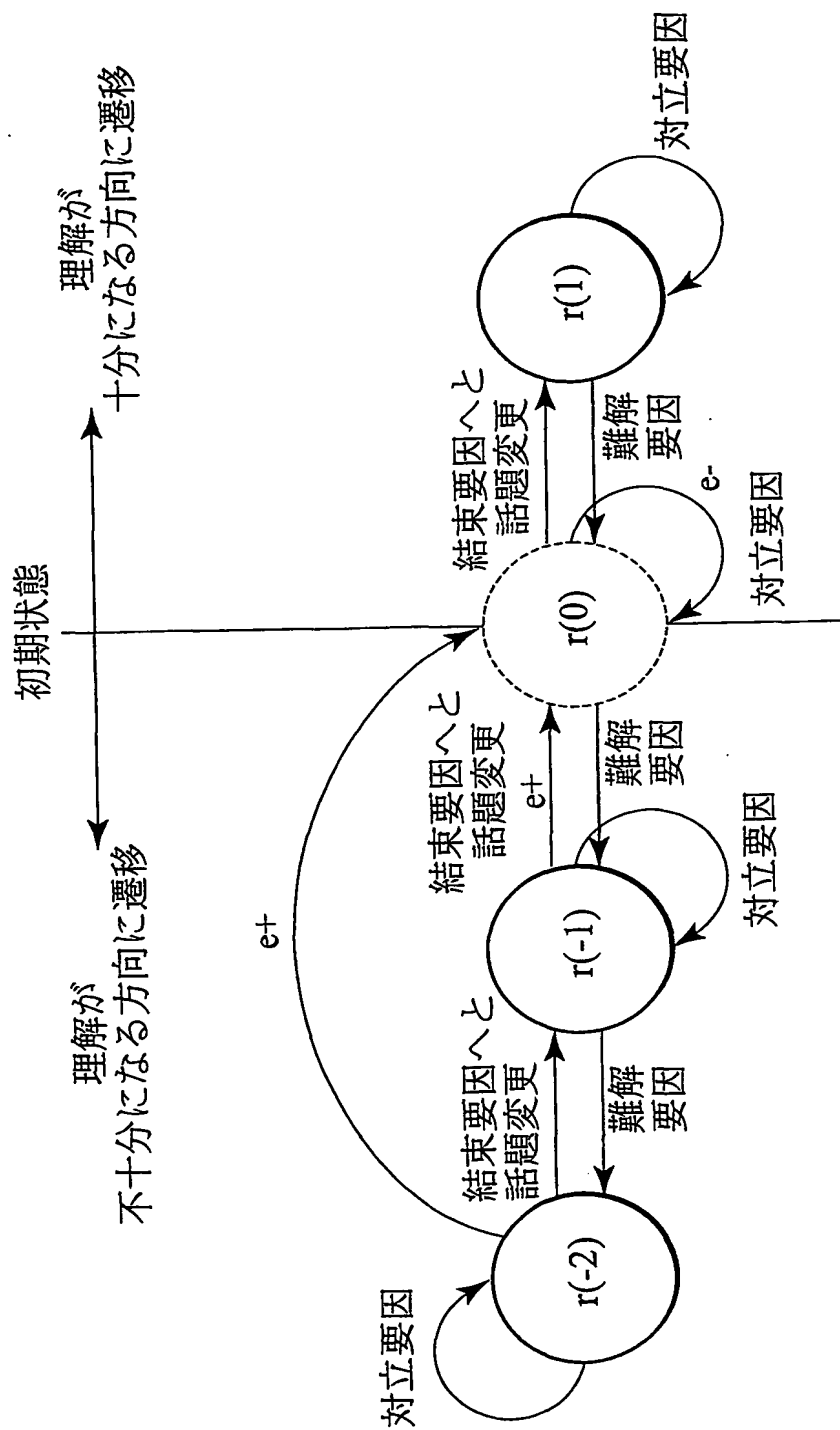 初期状態
理解が
不十分になる方向に遷移
理解が
十分になる方向に遷移
e+
対立要因
r(-2)
結束要因へと
話題変更
難解
要因
r(-1)
対立要因
結束要因へと
話題変更
e+
難解
要因
r(0)
e-
対立要因
結束要因へと
話題変更
難解
要因
r(1)
対立要因